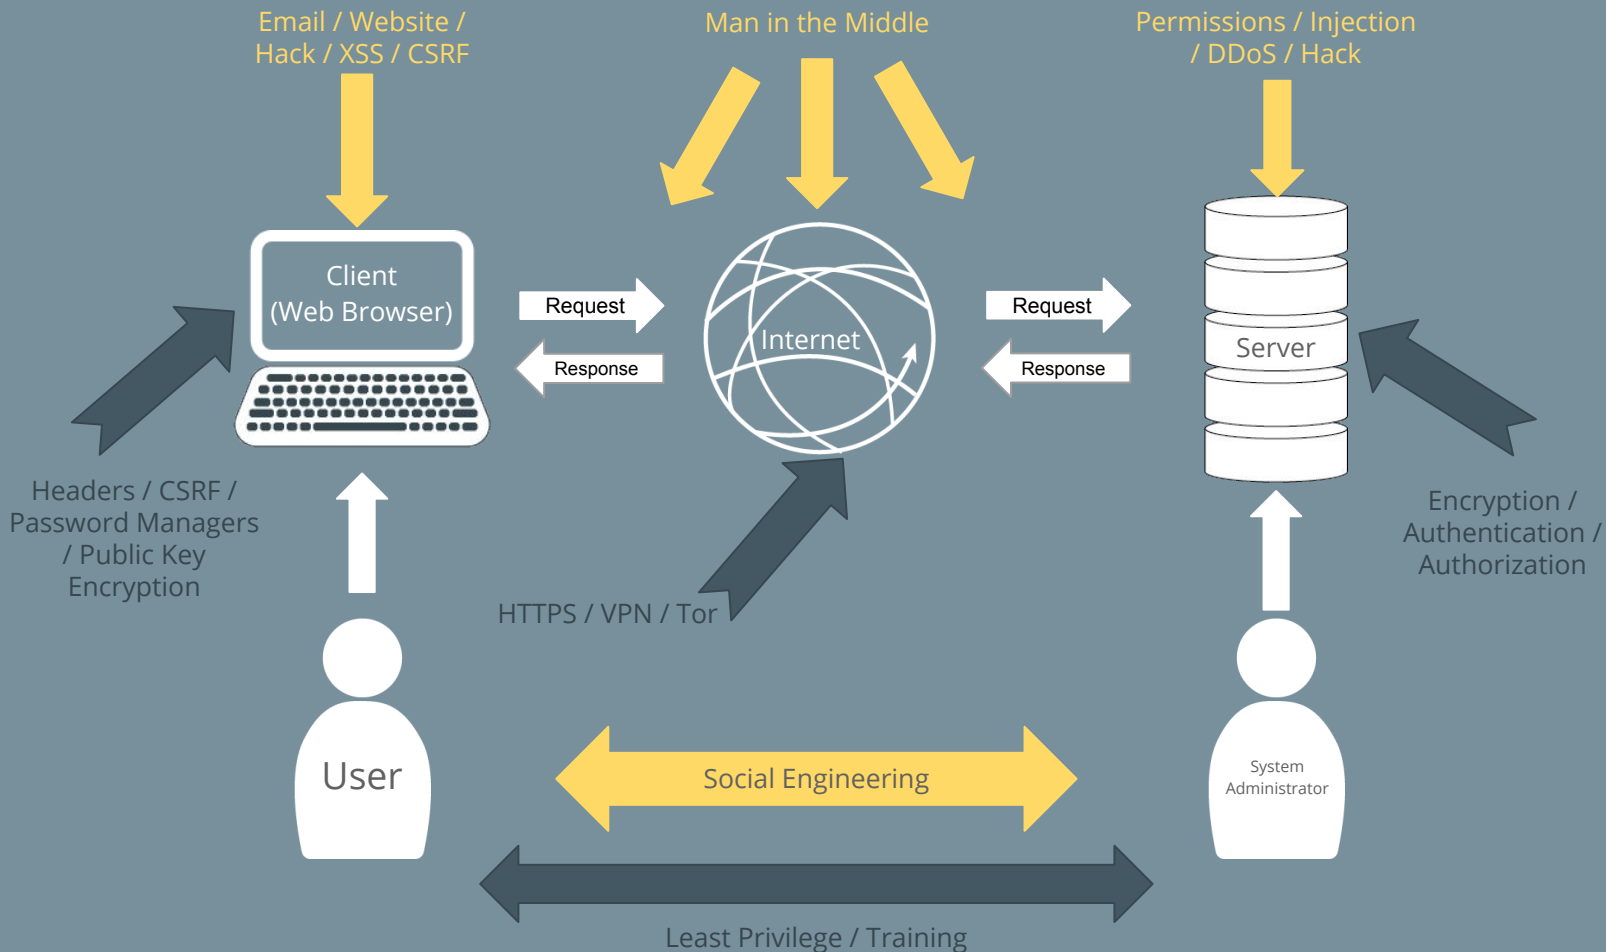 Email / Website /
Hack / XSS / CSRF
Man in the Middle
Permissions / Injection
/ DDoS / Hack
Client
(Web Browser)
Request
Response
Internet
Request
Response
Server
Headers / CSRF /
Password Managers
/ Public Key
Encryption
HTTPS / VPN / Tor
Encryption /
Authentication /
Authorization
User
Social Engineering
System
Administrator
Least Privilege / Training